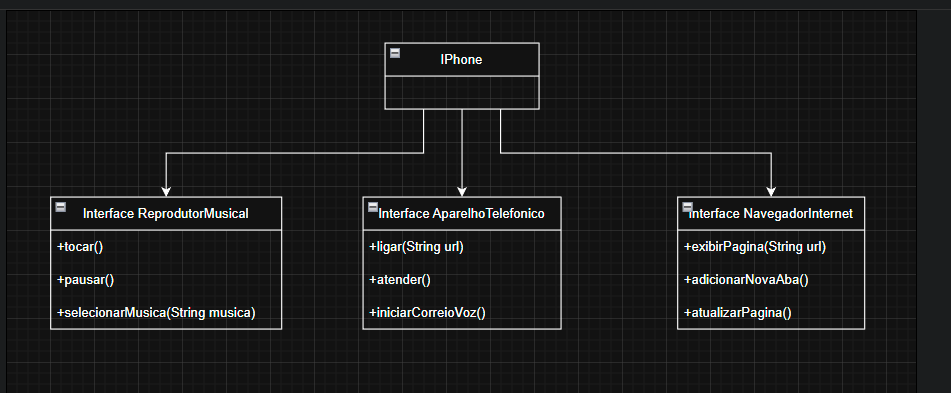 IPhone
Interface ReprodutorMusical
+tocar()
+pausar()
+selecionarMusica(String musica)
Interface AparelhoTelefonico
+ligar(String url)
+atender()
+iniciarCorreioVoz()
Interface NavegadorInternet
+exibirPagina(String url)
+adicionarNovaAba()
+atualizarPagina()